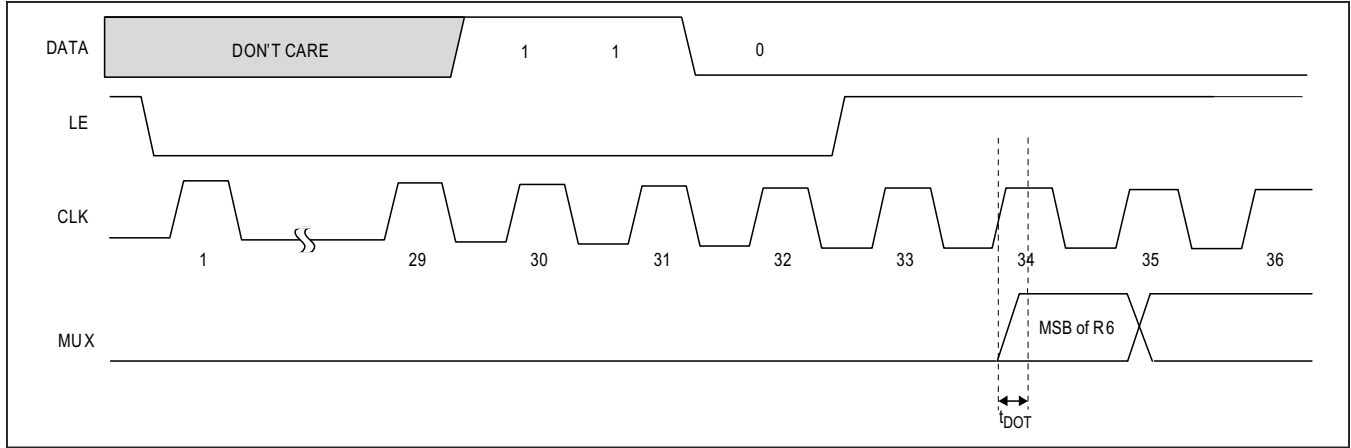 DATA DON'T CARE 1 1 0
LE
CLK
1 29 30 31 32 33 34 35 36
MUX MSB of R6
tDOT